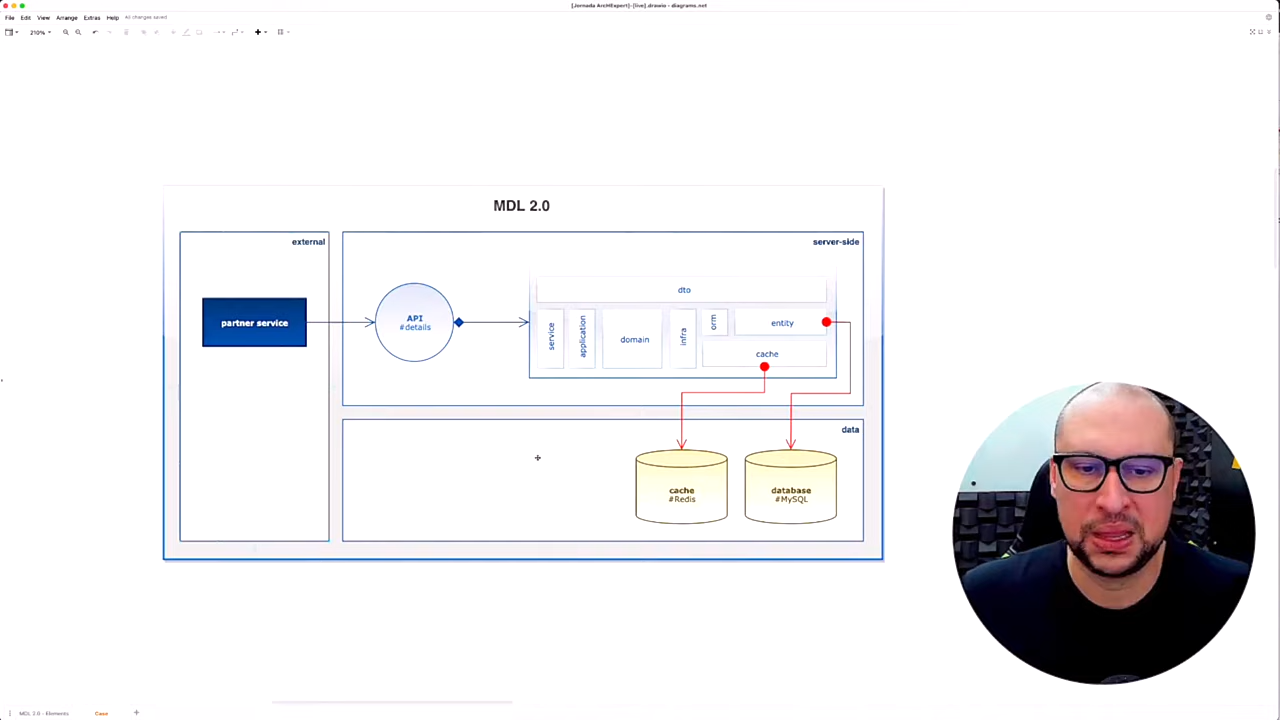 [Jornada ArchExpert]-[live].drawio - diagrams.net
File Edit View Arrange Extras Help All changes saved
210%
MDL 2.0
external
server-side
partner service
API
#details
dto
service
application
domain
infra
orm
entity
cache
data
cache
#Redis
database
#MySQL
MDL 2.0 - Elements
Case